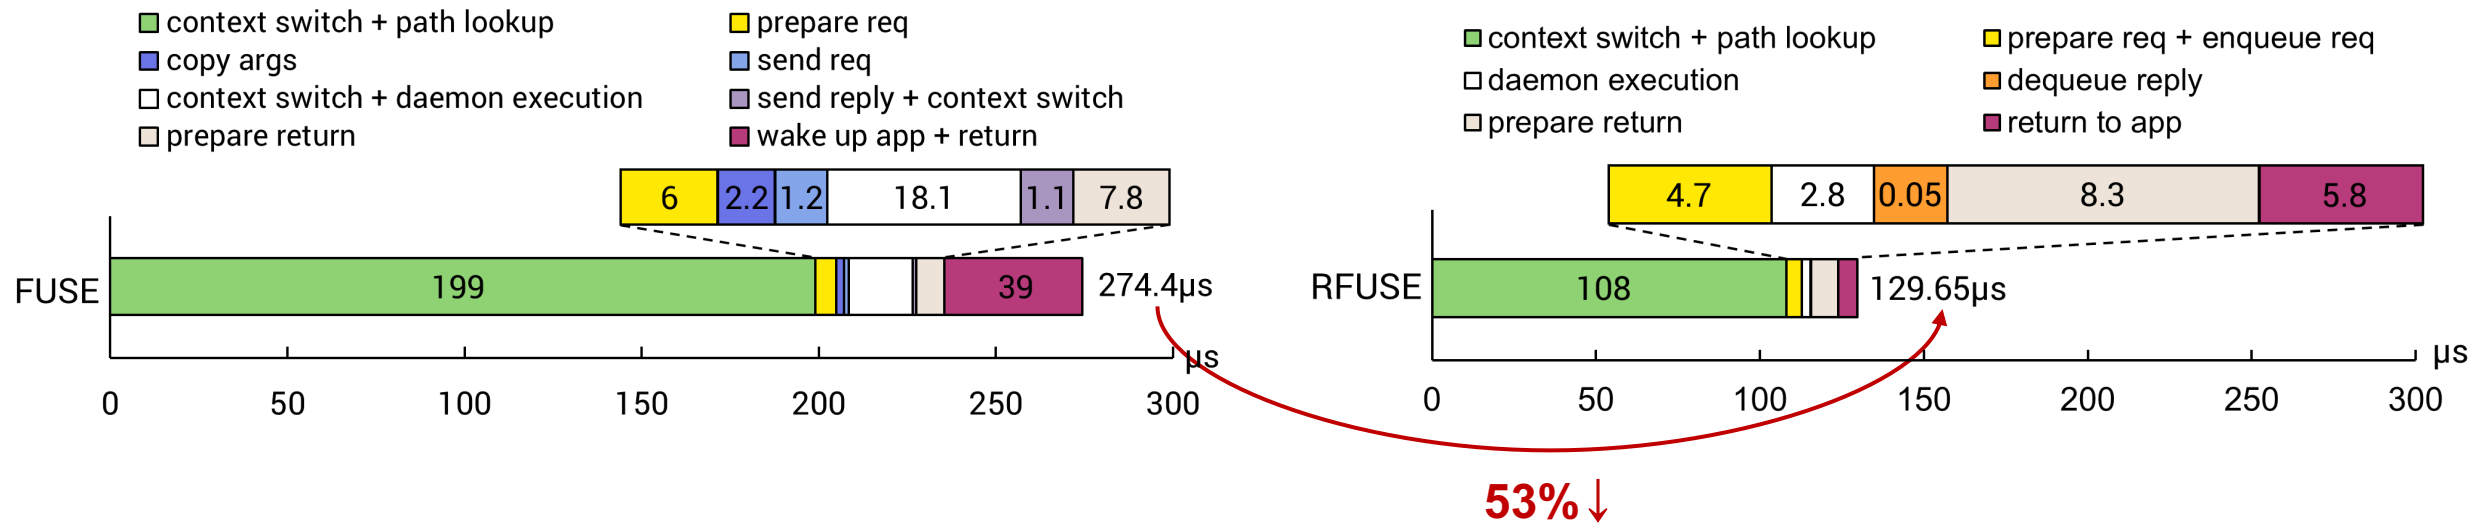 context switch + path lookup
prepare req
copy args
send req
context switch + daemon execution
send reply + context switch
prepare return
wake up app + return
6 2.2 1.2 18.1 1.1 7.8
FUSE
199
39
274.4µs
0 50 100 150 200 250 300
µs
context switch + path lookup
prepare req + enqueue req
daemon execution
dequeue reply
prepare return
return to app
4.7 2.8 0.05 8.3 5.8
RFUSE
108
129.65µs
0 50 100 150 200 250 300
µs
53%↓